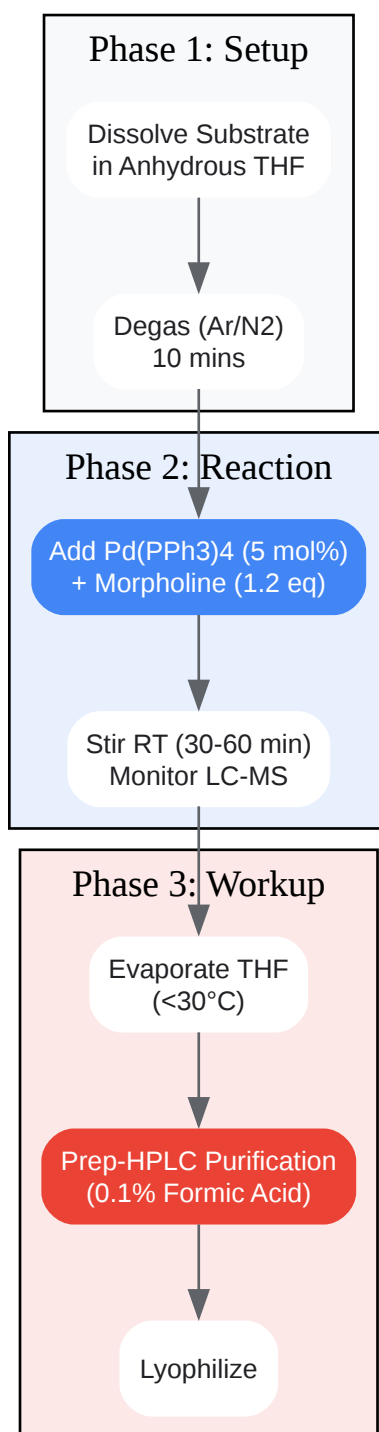 Phase 1: Setup
Dissolve Substrate
in Anhydrous THF
Degas (Ar/N2)
10 mins
Phase 2: Reaction
Add Pd(PPh3)4 (5 mol%)
+ Morpholine (1.2 eq)
Stir RT (30-60 min)
Monitor LC-MS
Phase 3: Workup
Evaporate THF
(<30°C)
Prep-HPLC Purification
(0.1% Formic Acid)
Lyophilize